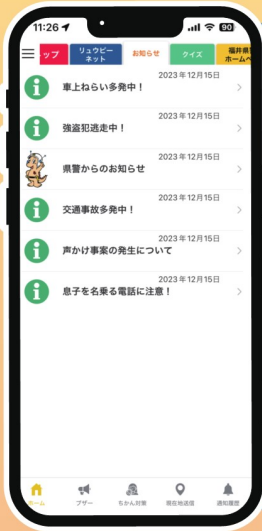 11:26
90
ップ
リュウピー
ネット
お知らせ
クイズ
福井県
ホームペ
2023年12月15日
車上ねらい多発中！
2023年12月15日
強盗犯逃走中！
2023年12月15日
県警からのお知らせ
2023年12月15日
交通事故多発中！
2023年12月15日
声かけ事案の発生について
2023年12月15日
息子を名乗る電話に注意！
ホーム
ブザー
ちかん対策
現在地送信
通知履歴